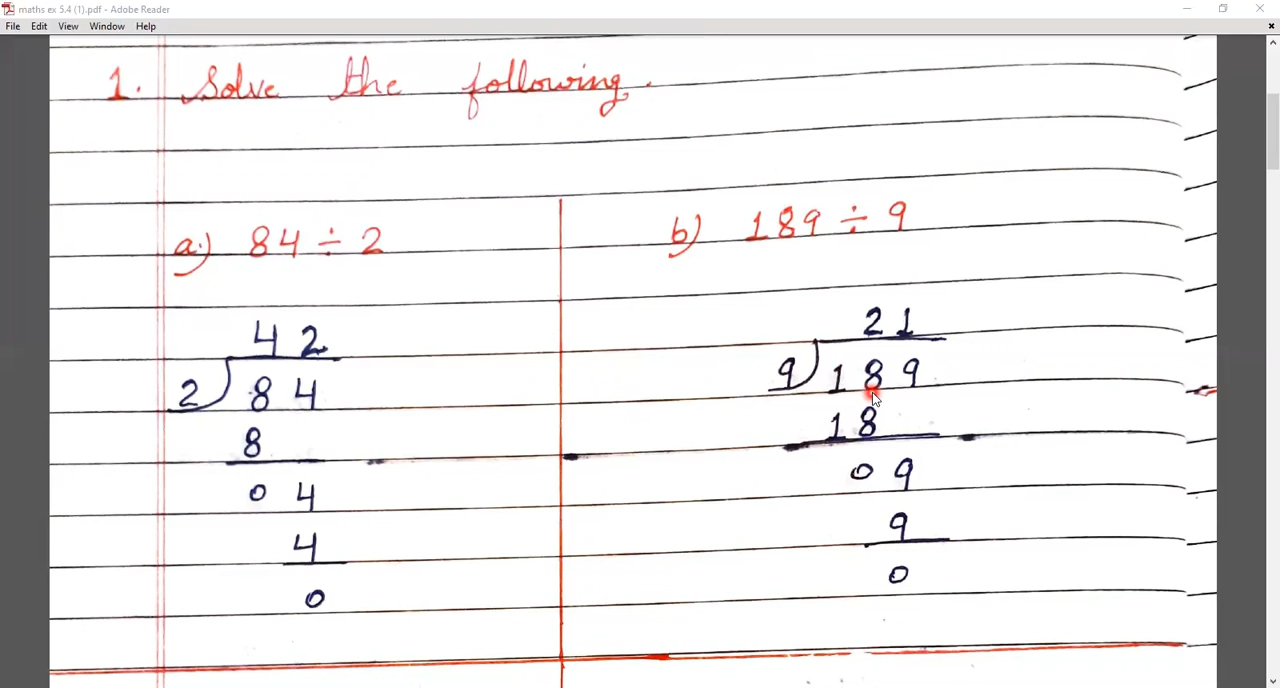 maths ex 5.4 (1).pdf - Adobe Reader
File Edit View Window Help
1. Solve the following.
a.) 84 ÷ 2
42
2 84
8
04
4
0
b) 189 ÷ 9
21
9 189
18
09
9
0